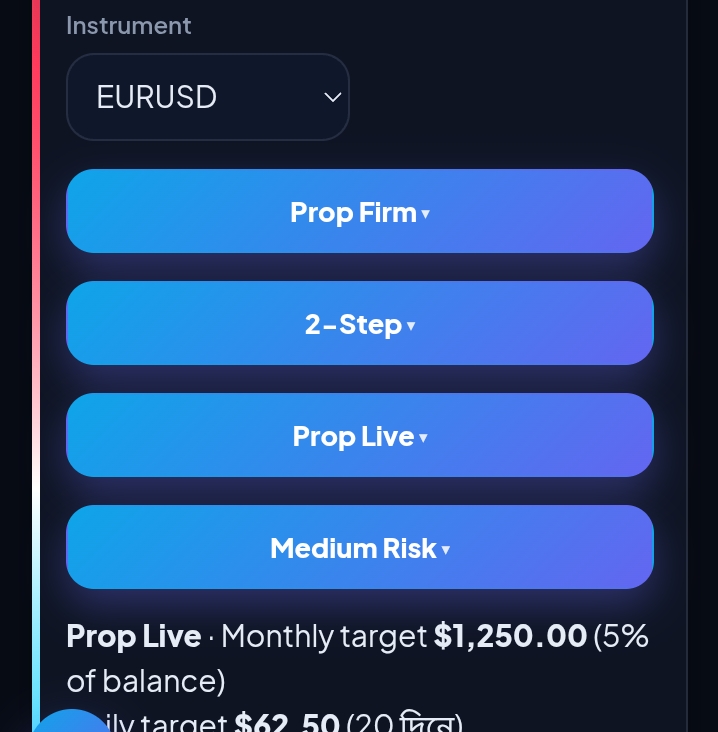 Instrument
EURUSD
Prop Firm ▾
2-Step ▾
Prop Live ▾
Medium Risk ▾
Prop Live · Monthly target $1,250.00 (5%
of balance)
ily target $62.50 (20 দিনে)